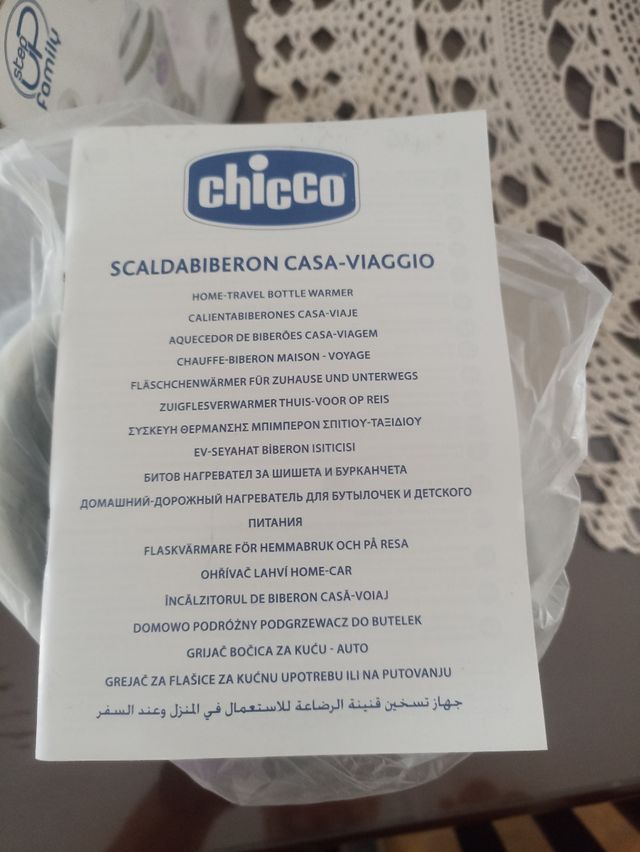 step
UP
family
chicco
SCALDABIBERON CASA-VIAGGIO
HOME-TRAVEL BOTTLE WARMER
CALIENTABIBERONES CASA-VIAJE
AQUECEDOR DE BIBERÕES CASA-VIAGEM
CHAUFFE-BIBERON MAISON - VOYAGE
FLÄSCHCHENWÄRMER FÜR ZUHAUSE UND UNTERWEGS
ZUIGFLESVERWARMER THUIS-VOOR OP REIS
ΣΥΣΚΕΥΗ ΘΕΡΜΑΝΣΗΣ ΜΠΙΜΠΕΡΟΝ ΣΠΙΤΙΟΥ-ΤΑΞΙΔΙΟΥ
EV-SEYAHAT BİBERON ISITICISI
БИТОВ НАГРЕВАТЕЛ ЗА ШИШЕТА И БУРКАНЧЕТА
ДОМАШНИЙ-ДОРОЖНЫЙ НАГРЕВАТЕЛЬ ДЛЯ БУТЫЛОЧЕК И ДЕТСКОГО
ПИТАНИЯ
FLASKVÄRMARE FÖR HEMMABRUK OCH PÅ RESA
OHŘÍVAČ LAHVÍ HOME-CAR
ÎNCĂLZITORUL DE BIBERON CASĂ-VOIAJ
DOMOWO PODRÓŻNY PODGRZEWACZ DO BUTELEK
GRIJAČ BOČICA ZA KUĆU - AUTO
GREJAČ ZA FLAŠICE ZA KUĆNU UPOTREBU ILI NA PUTOVANJU
جهاز تسخين قنينة الرضاعة للاستعمال في المنزل وعند السفر